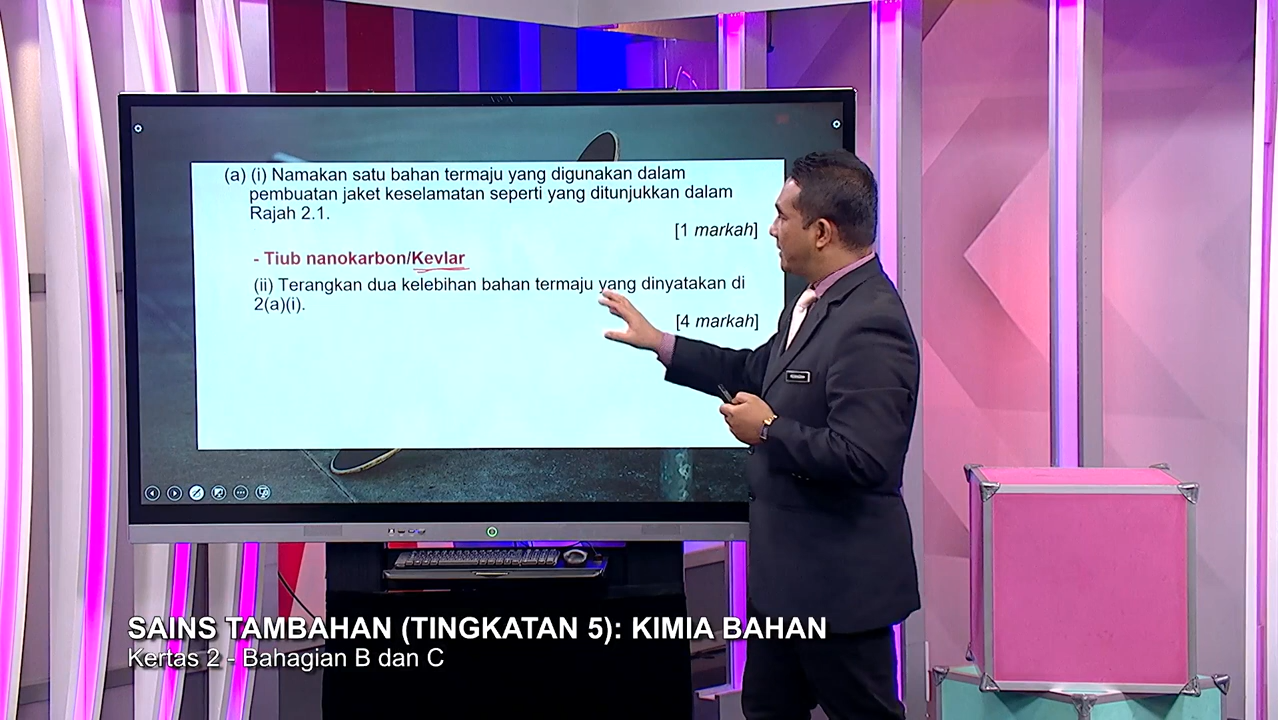 (a) (i) Namakan satu bahan termaju yang digunakan dalam
pembuatan jaket keselamatan seperti yang ditunjukkan dalam
Rajah 2.1.
[1 markah]
- Tiub nanokarbon/Kevlar
(ii) Terangkan dua kelebihan bahan termaju yang dinyatakan di
2(a)(i).
[4 markah]
SAINS TAMBAHAN (TINGKATAN 5): KIMIA BAHAN
Kertas 2 - Bahagian B dan C